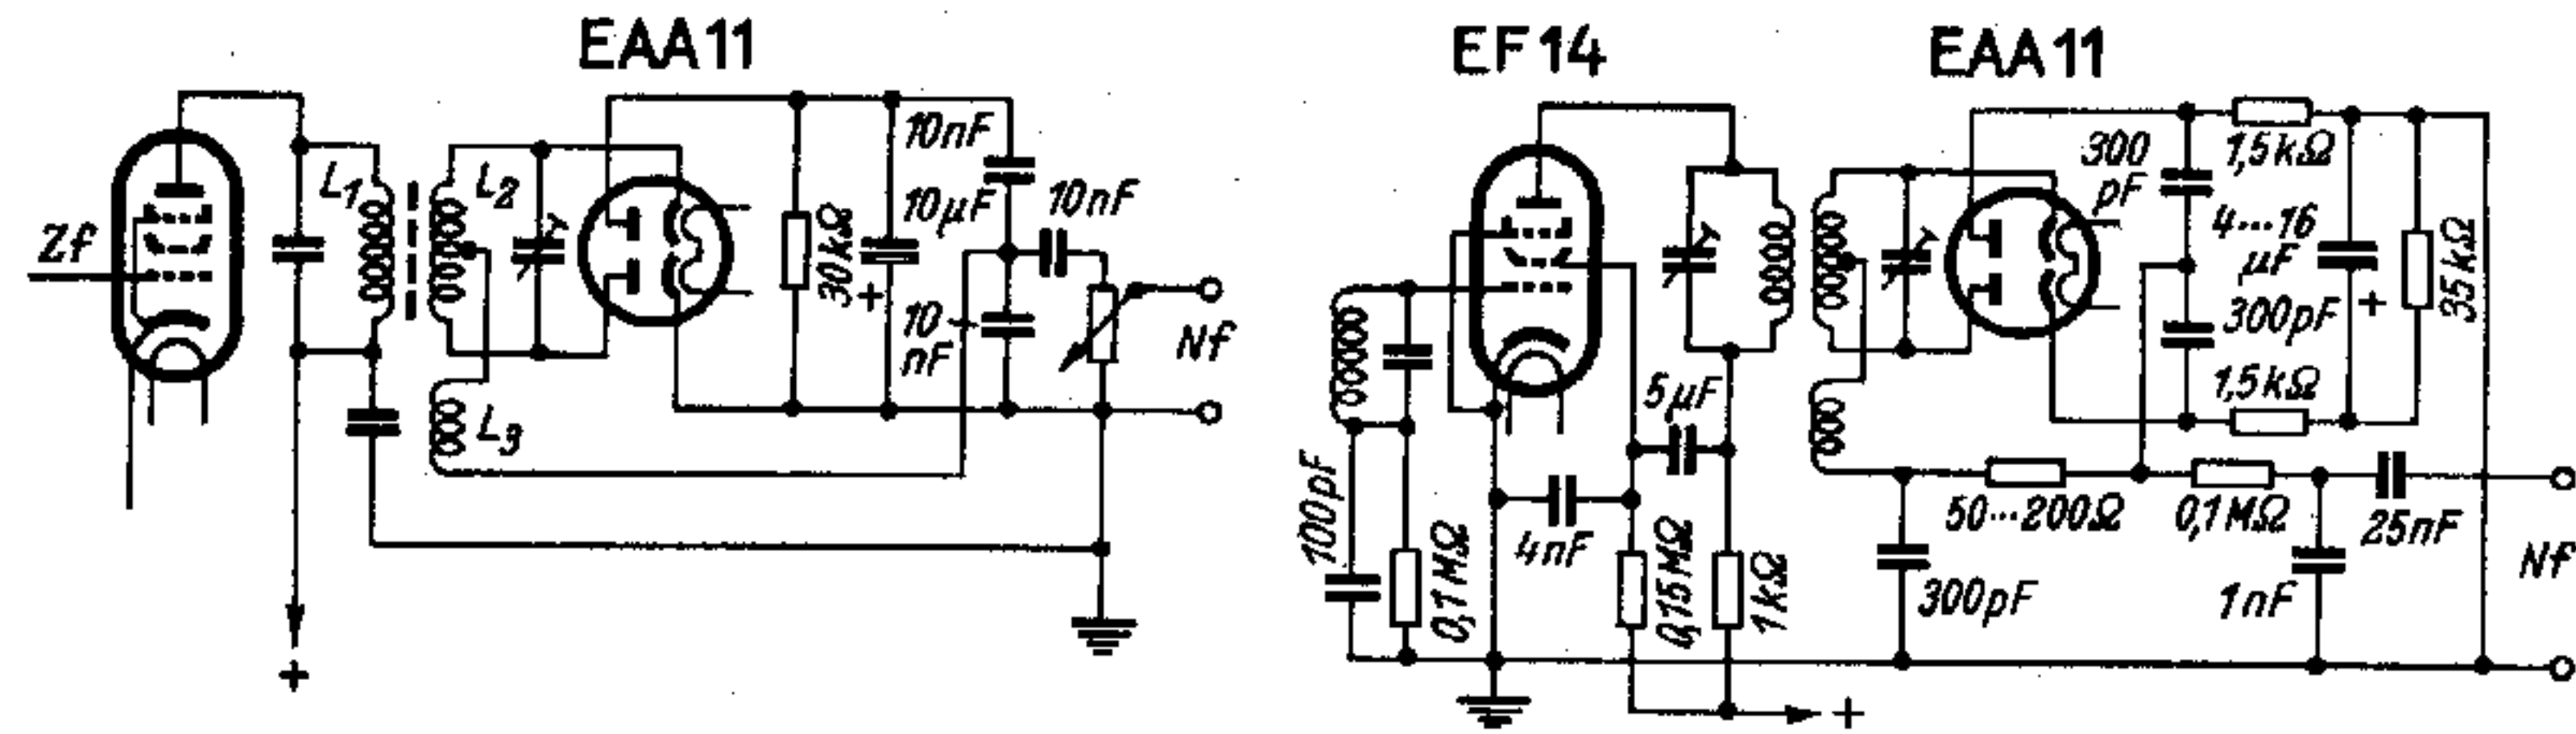 EAA11
Zf
L1
L2
L3
30kΩ
+
10µF
10nF
10nF
10
nF
Nf
+
EF14
EAA11
100pF
0,1MΩ
4nF
5µF
0,15MΩ
1kΩ
+
300
pF
1,5kΩ
4...16
µF
+
300pF
35kΩ
1,5kΩ
50...200Ω
0,1MΩ
25nF
300pF
1nF
Nf